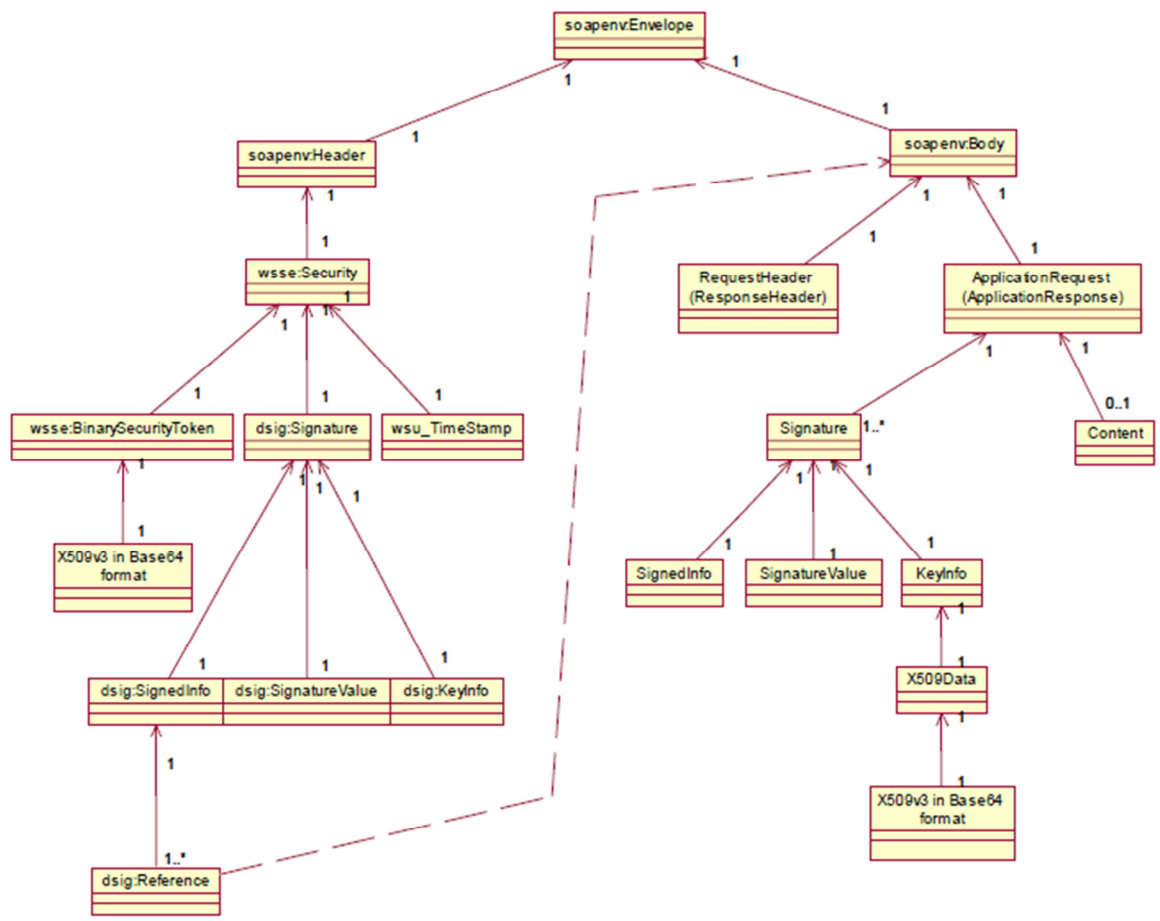 soapenv:Envelope
1
1
1
1
soapenv:Header
soapenv:Body
1
1
1
1
1
1
wsse:Security
1
RequestHeader
(ResponseHeader)
ApplicationRequest
(ApplicationResponse)
1
1
1
1
1
1
1
1
0..1
wsse:BinarySecurityToken
dsig:Signature
wsu_TimeStamp
Signature
1..*
Content
1
1
1
1
1
1
1
1
1
1
1
X509v3 in Base64
format
SignedInfo
SignatureValue
KeyInfo
1
1
1
1
1
dsig:SignedInfo
dsig:SignatureValue
dsig:KeyInfo
X509Data
1
1
1
X509v3 in Base64
format
1..*
dsig:Reference